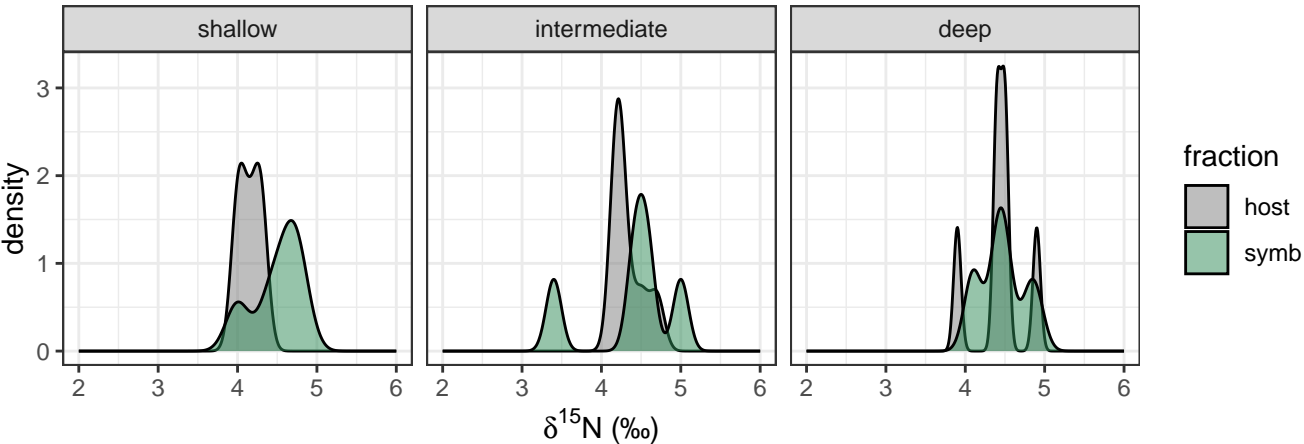 shallow intermediate deep
density
3
2
1
0
2 3 4 5 6 2 3 4 5 6 2 3 4 5 6
δ¹⁵N (‰)
fraction
host
symb